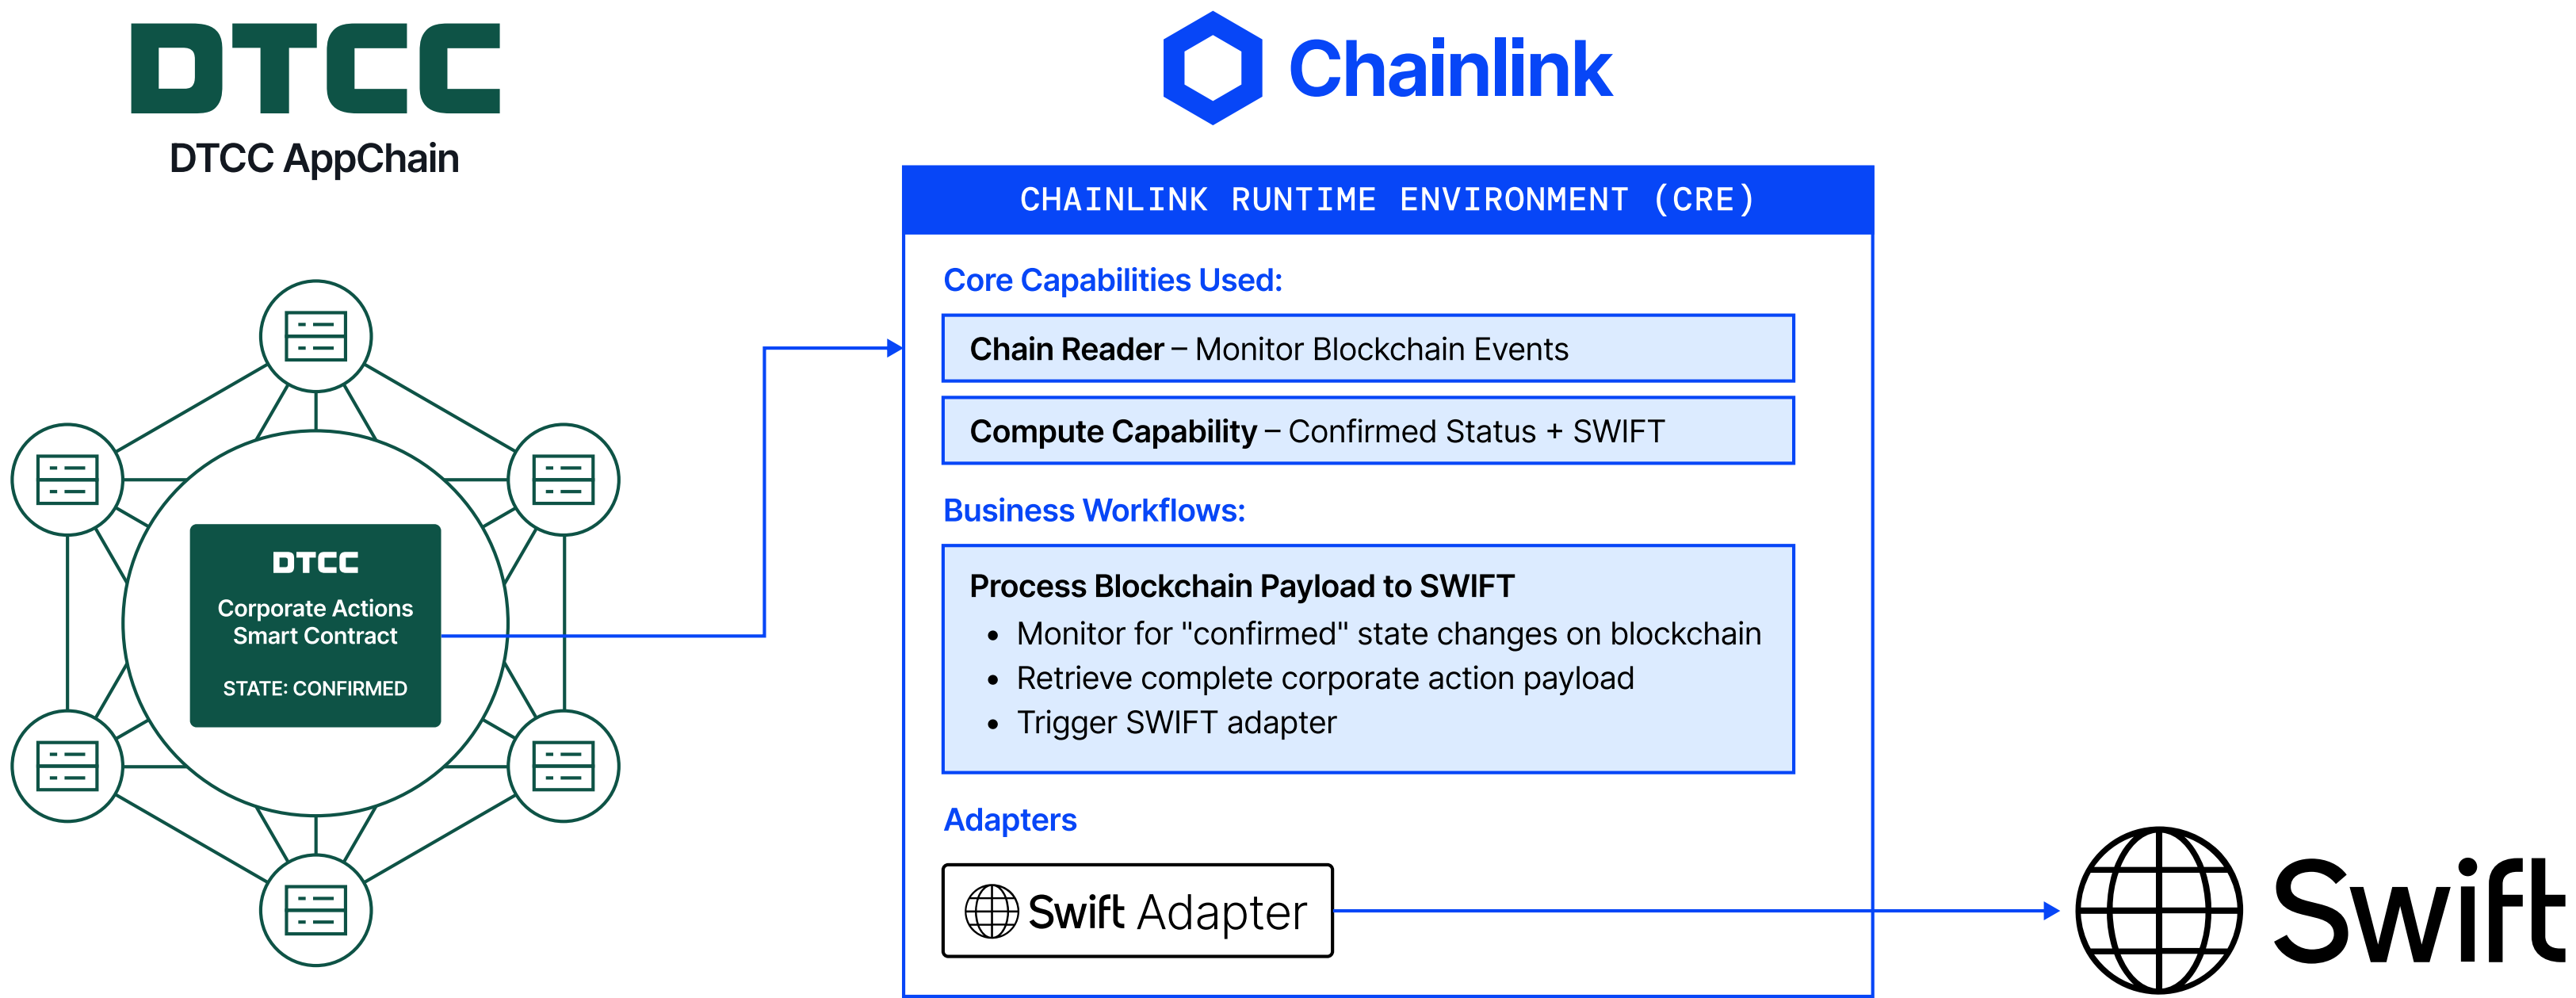 DTCC
DTCC AppChain
DTCC
Corporate Actions
Smart Contract
STATE: CONFIRMED
Chainlink
CHAINLINK RUNTIME ENVIRONMENT (CRE)
Core Capabilities Used:
Chain Reader – Monitor Blockchain Events
Compute Capability – Confirmed Status + SWIFT
Business Workflows:
Process Blockchain Payload to SWIFT
• Monitor for "confirmed" state changes on blockchain
• Retrieve complete corporate action payload
• Trigger SWIFT adapter
Adapters
Swift Adapter
Swift